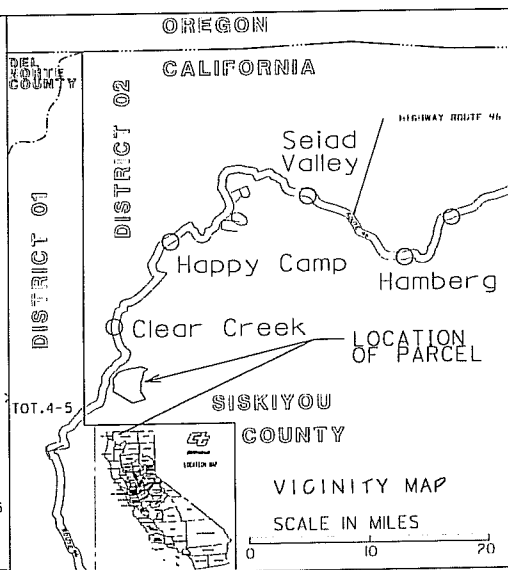 OREGON
DEL
NORTE
COUNTY
CALIFORNIA
DISTRICT 02
HIGHWAY ROUTE 96
Seiad
Valley
DISTRICT 01
Happy Camp
Hamberg
Clear Creek
LOCATION
OF PARCEL
TOT.4-5
SISKIYOU
COUNTY
LOCATION MAP
VICINITY MAP
SCALE IN MILES
0 10 20